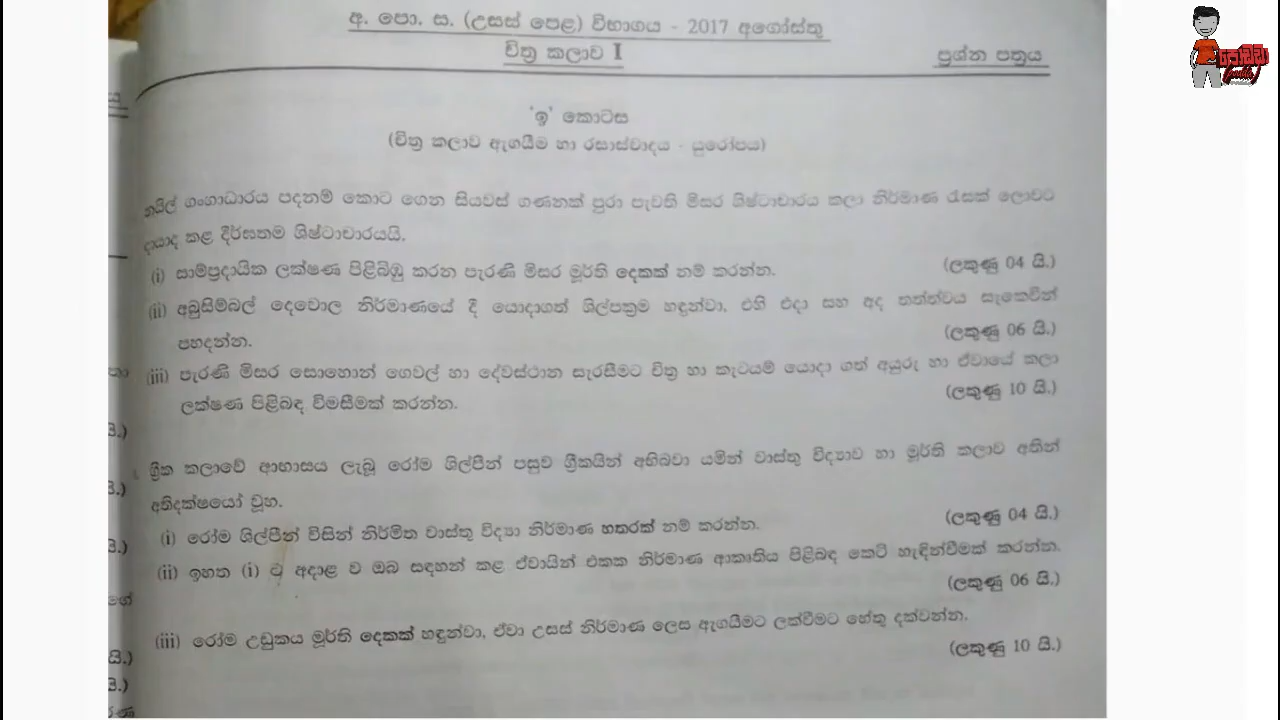 අ. පො. ස. (උසස් පෙළ) විභාගය - 2017 අගෝස්තු
චිත්‍ර කලාව I
ප්‍රශ්න පත්‍රය
පොඩ්ඩා
'ඉ' කොටස
(චිත්‍ර කලාව ඇගයීම හා රසාස්වාදය - යුරෝපය)
නයිල් ගංගාධාරය පදනම් කොට ගෙන සියවස් ගණනක් පුරා පැවති මිසර ශිෂ්ටාචාරය කලා නිර්මාණ රැසක් ලොවට
දායාද කළ දීර්ඝතම ශිෂ්ටාචාරයයි.
(i) සාම්ප්‍රදායික ලක්ෂණ පිළිබිඹු කරන පැරණි මිසර මූර්ති දෙකක් නම් කරන්න. (ලකුණු 04 යි.)
(ii) අබුසිම්බල් දෙවොල නිර්මාණයේ දී යොදාගත් ශිල්පක්‍රම හඳුන්වා, එහි එදා සහ අද තත්ත්වය සැකෙවින්
පහදන්න. (ලකුණු 06 යි.)
(iii) පැරණි මිසර සොහොන් ගෙවල් හා දේවස්ථාන සැරසීමට චිත්‍ර හා කැටයම් යොදා ගත් අයුරු හා ඒවායේ කලා
ලක්ෂණ පිළිබඳ විමසීමක් කරන්න. (ලකුණු 10 යි.)
ග්‍රීක කලාවේ ආභාසය ලැබූ රෝම ශිල්පීන් පසුව ග්‍රීකයින් අභිබවා යමින් වාස්තු විද්‍යාව හා මූර්ති කලාව අතින්
අතිදක්ෂයෝ වූහ.
(i) රෝම ශිල්පීන් විසින් නිර්මිත වාස්තු විද්‍යා නිර්මාණ හතරක් නම් කරන්න. (ලකුණු 04 යි.)
(ii) ඉහත (i) ට අදාළ ව ඔබ සඳහන් කළ ඒවායින් එකක නිර්මාණ ආකෘතිය පිළිබඳ කෙටි හැඳින්වීමක් කරන්න.
(ලකුණු 06 යි.)
(iii) රෝම උඩුකය මූර්ති දෙකක් හඳුන්වා, ඒවා උසස් නිර්මාණ ලෙස ඇගයීමට ලක්වීමට හේතු දක්වන්න.
(ලකුණු 10 යි.)